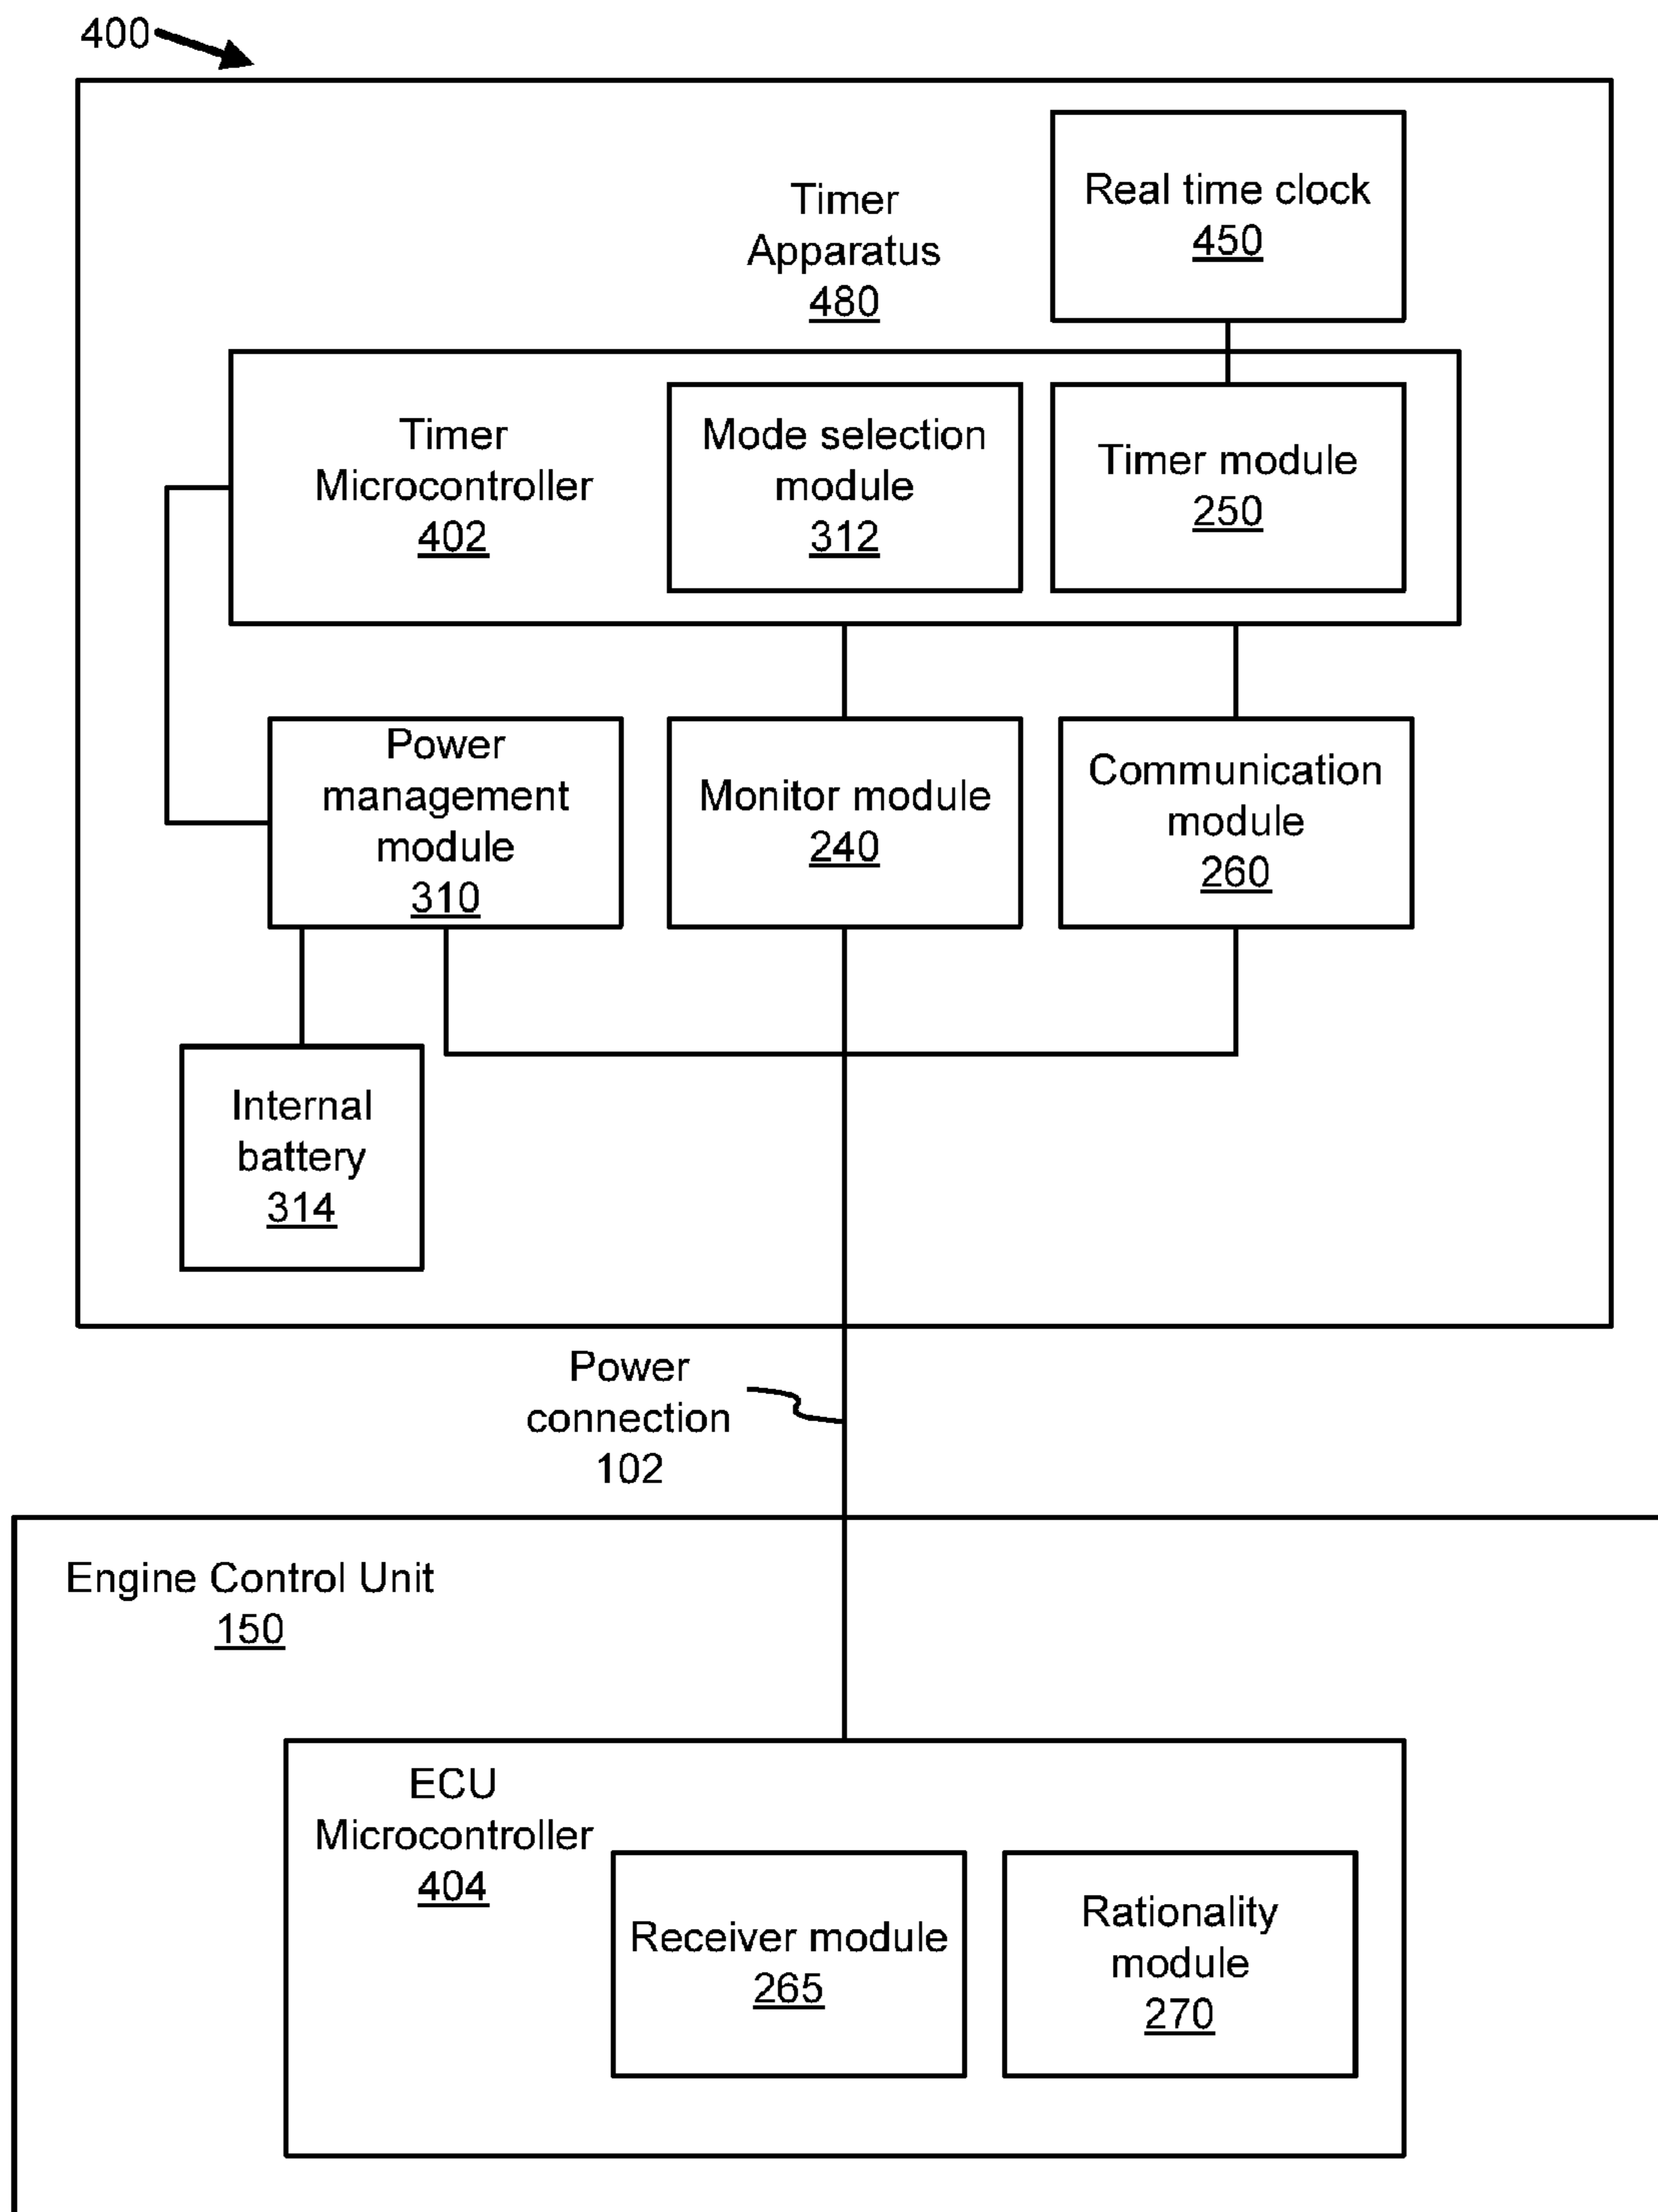 400
Real time clock
450
Timer
Apparatus
480
Timer
Microcontroller
402
Mode selection
module
312
Timer module
250
Power
management
module
310
Monitor module
240
Communication
module
260
Internal
battery
314
Power
connection
102
Engine Control Unit
150
ECU
Microcontroller
404
Receiver module
265
Rationality
module
270